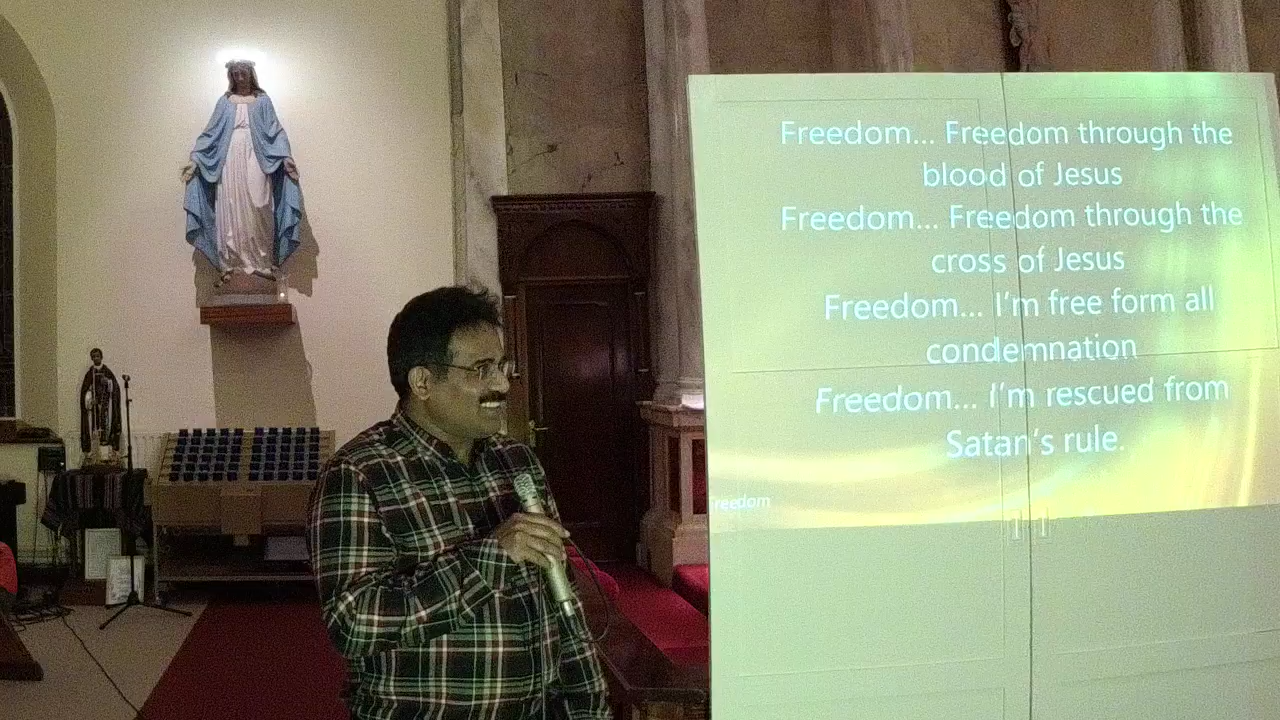 Freedom... Freedom through the
blood of Jesus
Freedom... Freedom through the
cross of Jesus
Freedom... I'm free form all
condemnation
Freedom... I'm rescued from
Satan's rule.
Freedom